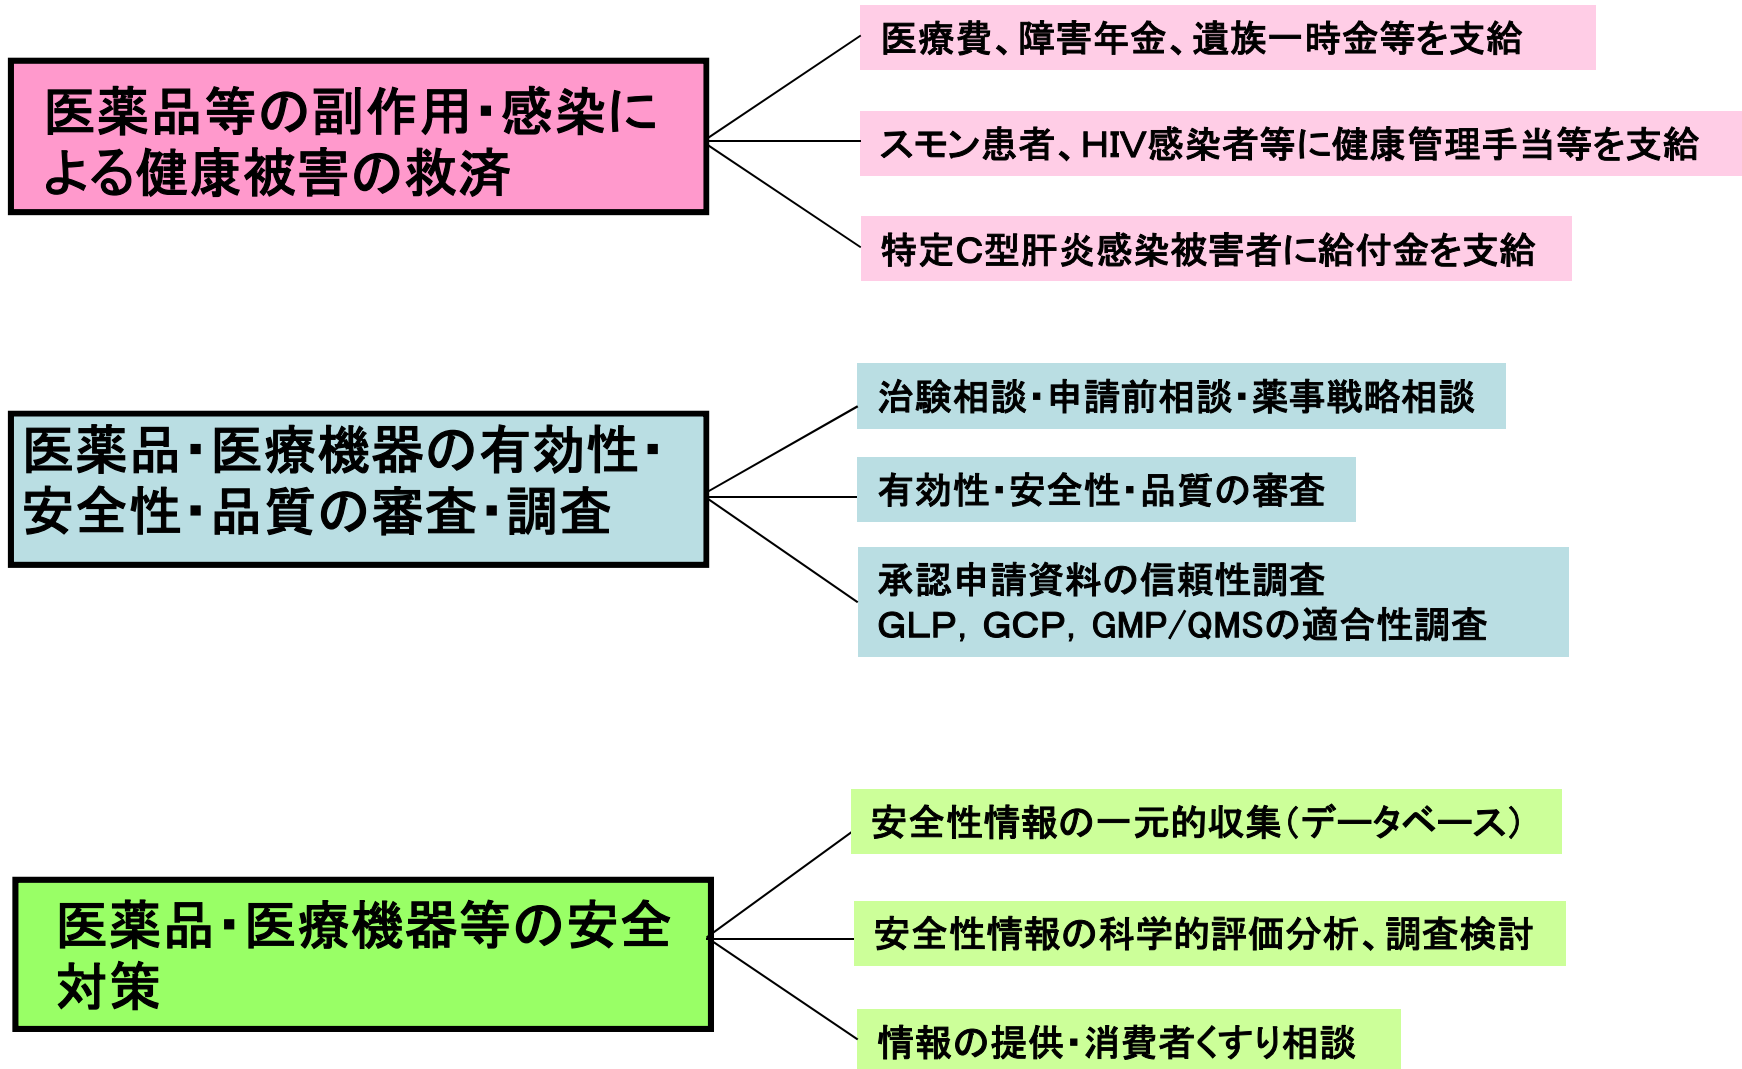 医薬品等の副作用・感染に
よる健康被害の救済
医療費、障害年金、遺族一時金等を支給
スモン患者、HIV感染者等に健康管理手当等を支給
特定C型肝炎感染被害者に給付金を支給
医薬品・医療機器の有効性・
安全性・品質の審査・調査
治験相談・申請前相談・薬事戦略相談
有効性・安全性・品質の審査
承認申請資料の信頼性調査
GLP，GCP，GMP/QMSの適合性調査
医薬品・医療機器等の安全
対策
安全性情報の一元的収集（データベース）
安全性情報の科学的評価分析、調査検討
情報の提供・消費者くすり相談